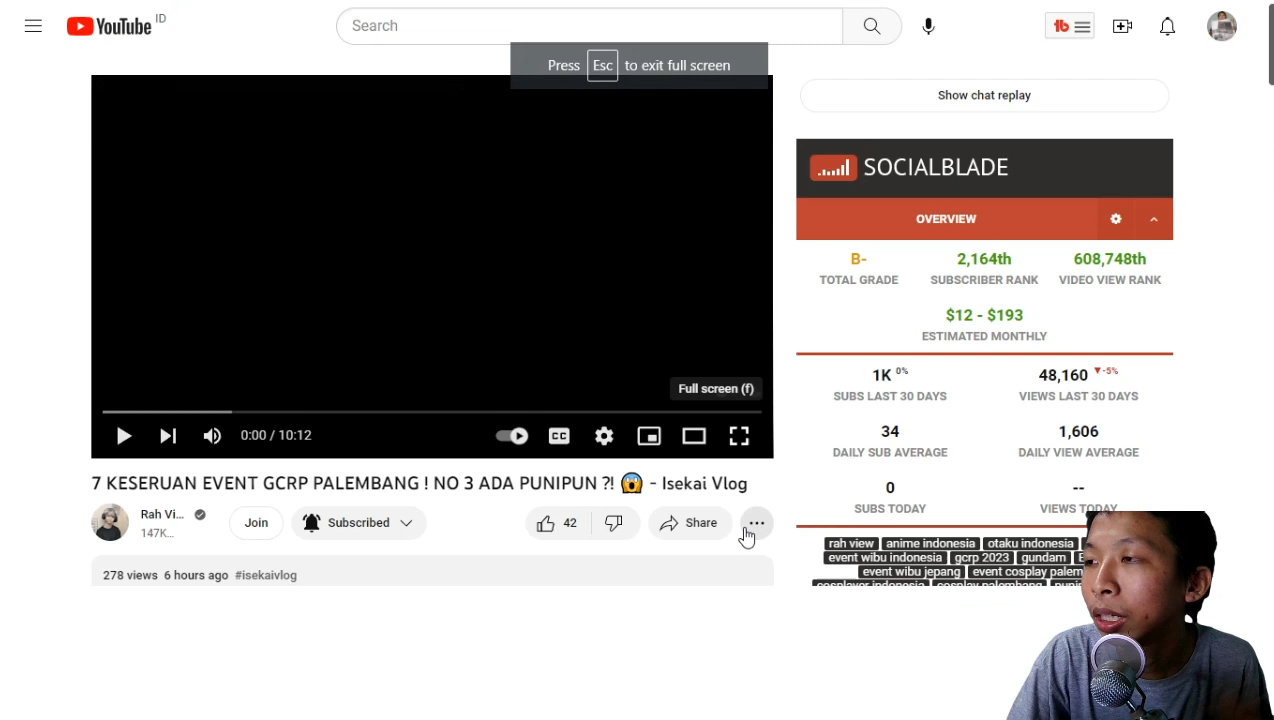 YouTube ID
Search
Press Esc to exit full screen
Show chat replay
SOCIALBLADE
OVERVIEW
B-
TOTAL GRADE
2,164th
SUBSCRIBER RANK
608,748th
VIDEO VIEW RANK
$12 - $193
ESTIMATED MONTHLY
1K 0%
SUBS LAST 30 DAYS
48,160 ▼-5%
VIEWS LAST 30 DAYS
34
DAILY SUB AVERAGE
1,606
DAILY VIEW AVERAGE
0
SUBS TODAY
--
VIEWS TODAY
rah view anime indonesia otaku indonesia
event wibu indonesia gcrp 2023 gundam
event wibu jepang event cosplay palem
cosplayer indonesia cosplay palembang
Full screen (f)
0:00 / 10:12
CC
7 KESERUAN EVENT GCRP PALEMBANG ! NO 3 ADA PUNIPUN ?! 😱 - Isekai Vlog
Rah Vi...
147K...
Join
Subscribed
42
Share
278 views 6 hours ago #isekaivlog